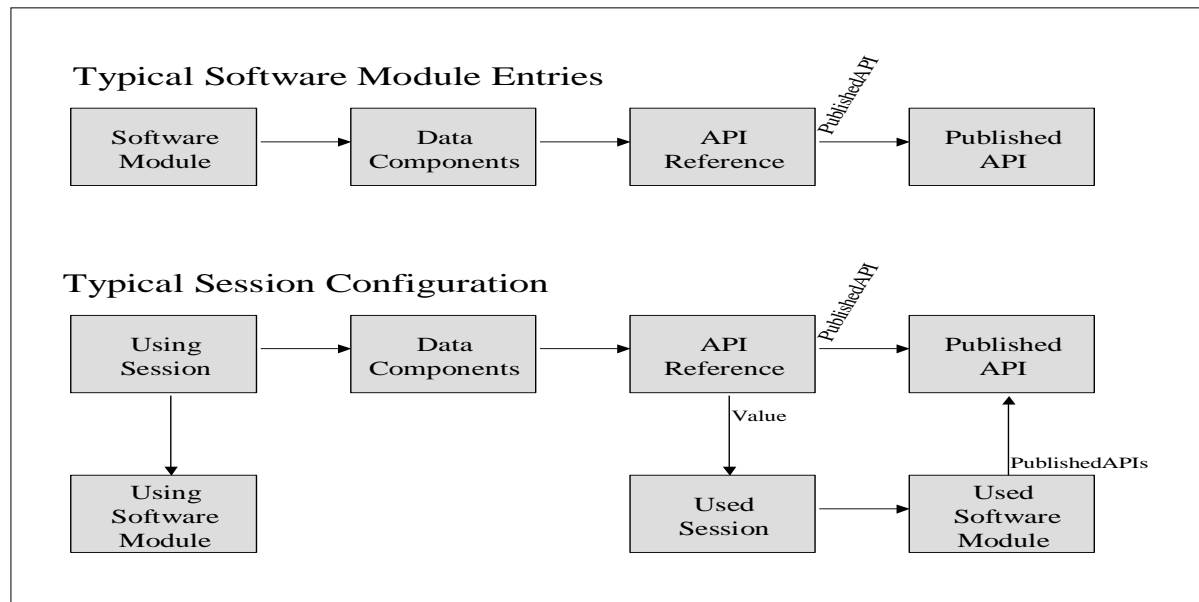 Typical Software Module Entries
PublishedAPI
Software
Module
Data
Components
API
Reference
Published
API
Typical Session Configuration
PublishedAPI
Using
Session
Data
Components
API
Reference
Published
API
Value
PublishedAPIs
Using
Software
Module
Used
Session
Used
Software
Module